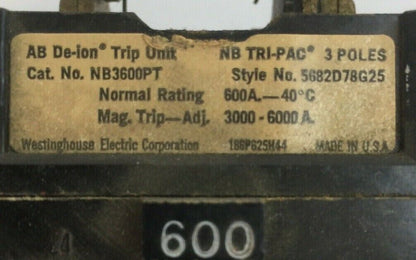 AB De-ion® Trip Unit NB TRI-PAC® 3 POLES
Cat. No. NB3600PT Style No. 5682D78G25
Normal Rating 600A.—40°C
Mag. Trip—Adj. 3000 - 6000 A.
Westinghouse Electric Corporation 186P625H44 MADE IN U.S.A.
600